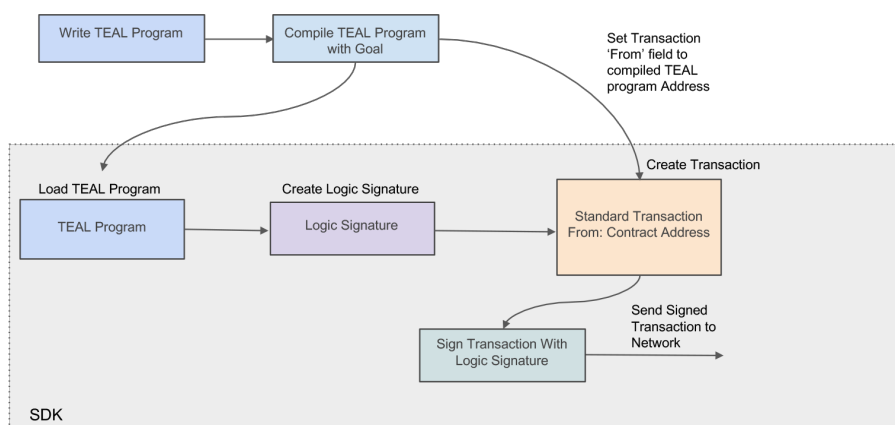 Write TEAL Program
Compile TEAL Program
with Goal
Set Transaction
‘From’ field to
compiled TEAL
program Address
Create Transaction
Load TEAL Program
Create Logic Signature
TEAL Program
Logic Signature
Standard Transaction
From: Contract Address
Sign Transaction With
Logic Signature
Send Signed
Transaction to
Network
SDK